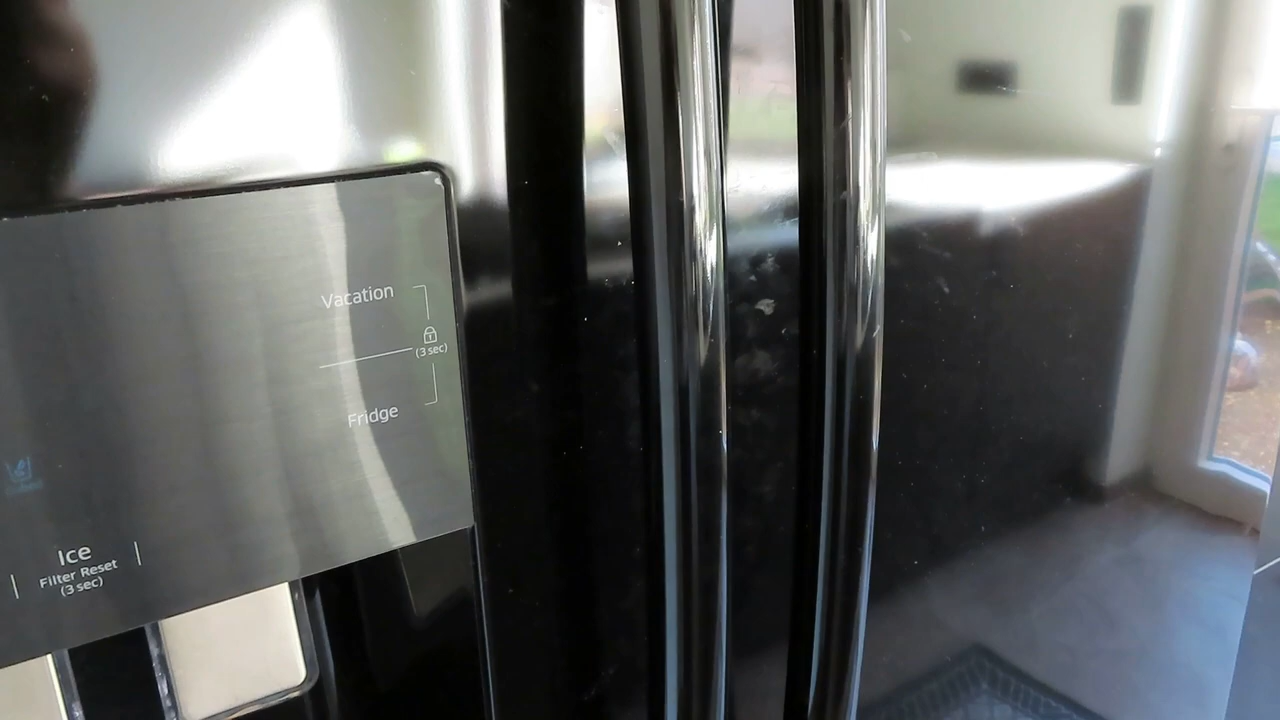 Vacation
(3 sec)
Fridge
Ice
Filter Reset
(3 sec)